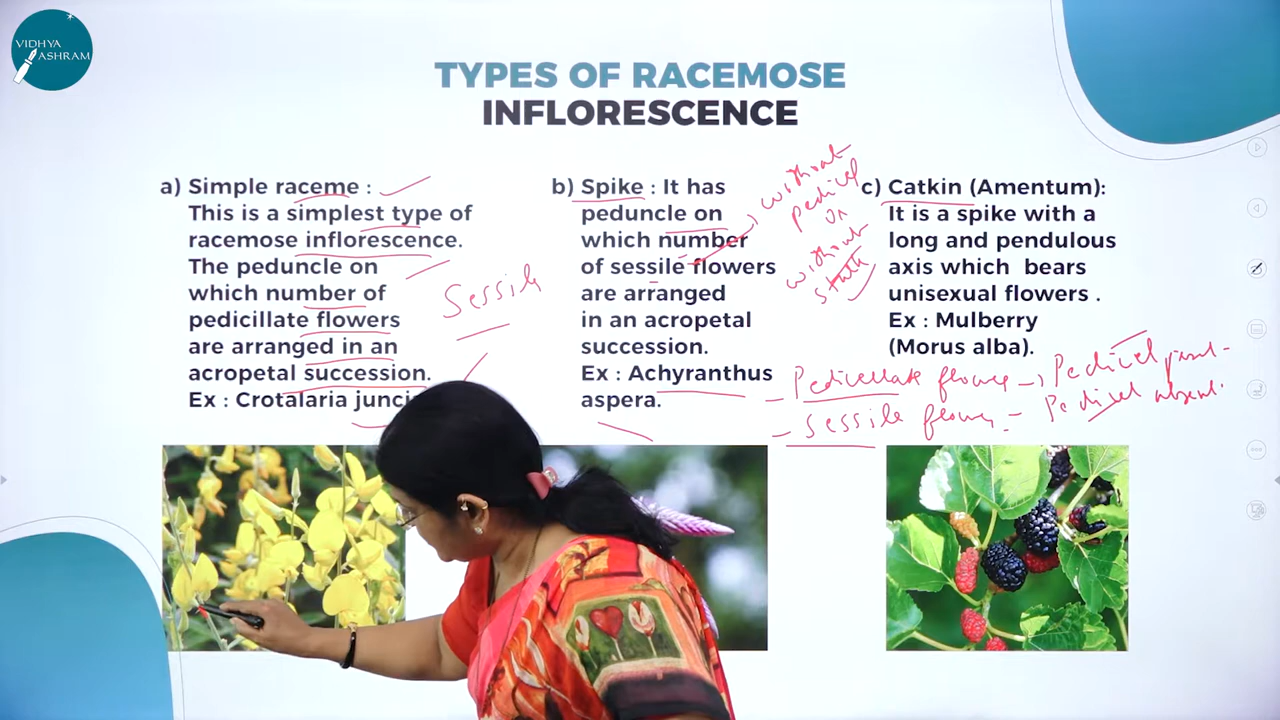 VIDHYA
ASHRAM
TYPES OF RACEMOSE
INFLORESCENCE
a) Simple raceme :
This is a simplest type of
racemose inflorescence.
The peduncle on
which number of
pedicillate flowers
are arranged in an
acropetal succession.
Ex : Crotalaria
Sessile
b) Spike : It has
peduncle on
which number
of sessile flowers
are arranged
in an acropetal
succession.
Ex : Achyranthus
aspera.
without
pedicel
or
without
stalk
c) Catkin (Amentum):
It is a spike with a
long and pendulous
axis which bears
unisexual flowers .
Ex : Mulberry
(Morus alba).
- Pedicellate flower → Pedicel
- Sessile flower - Pedicel absent.